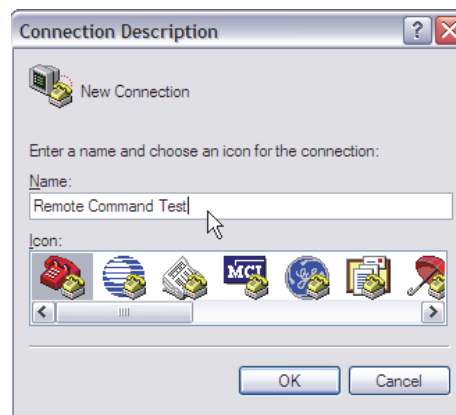 Connection Description
New Connection
Enter a name and choose an icon for the connection:
Name:
Remote Command Test
Icon:
MCI
OK
Cancel